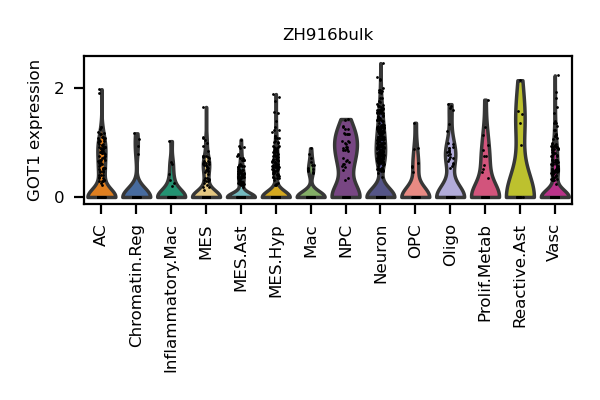 ZH916bulk
GOT1 expression
2
0
AC
Chromatin.Reg
Inflammatory.Mac
MES
MES.Ast
MES.Hyp
Mac
NPC
Neuron
OPC
Oligo
Prolif.Metab
Reactive.Ast
Vasc